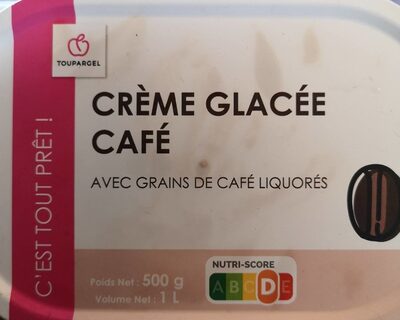 TOUPARGEL
C'EST TOUT PRÊT !
CRÈME GLACÉE
CAFÉ
AVEC GRAINS DE CAFÉ LIQUORÉS
Poids Net : 500 g
Volume Net : 1 L
NUTRI-SCORE
A B C D E